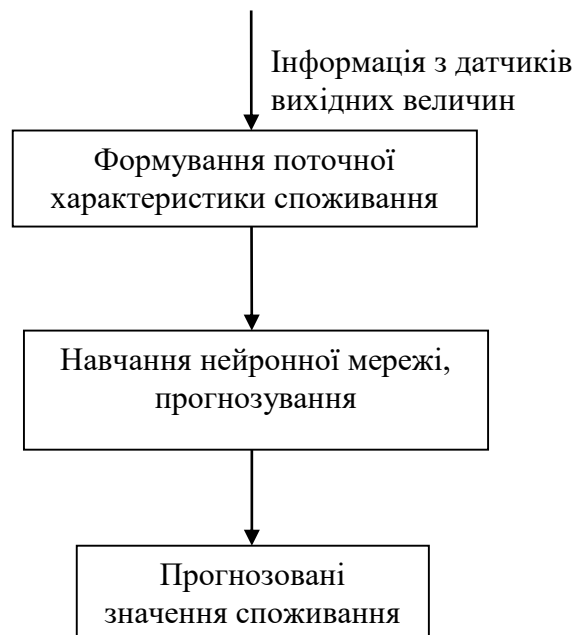 Інформація з датчиків
вихідних величин
Формування поточної
характеристики споживання
Навчання нейронної мережі,
прогнозування
Прогнозовані
значення споживання